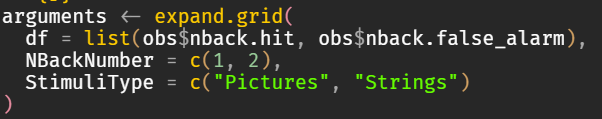 arguments <- expand.grid(
  df = list(obs$nback.hit, obs$nback.false_alarm),
  NBackNumber = c(1, 2),
  StimuliType = c("Pictures", "Strings")
)